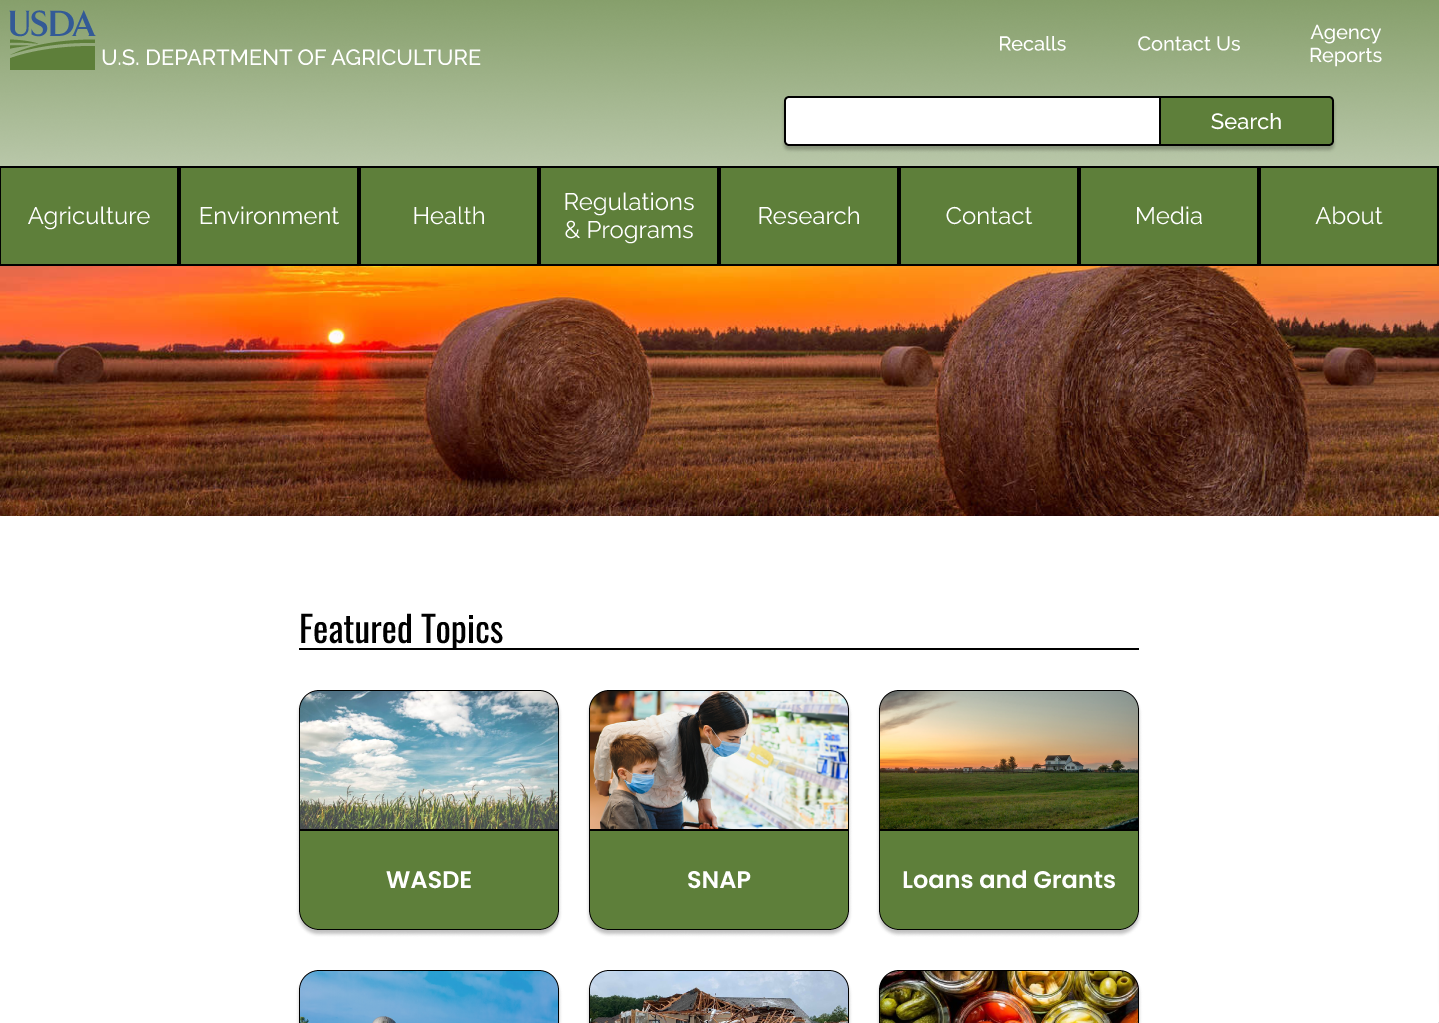 USDA
U.S. DEPARTMENT OF AGRICULTURE
Recalls
Contact Us
Agency
Reports
Search
Agriculture
Environment
Health
Regulations
& Programs
Research
Contact
Media
About
Featured Topics
WASDE
SNAP
Loans and Grants